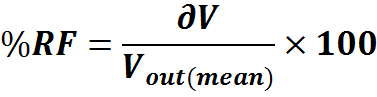 %RF = ∂V / V_out(mean) × 100